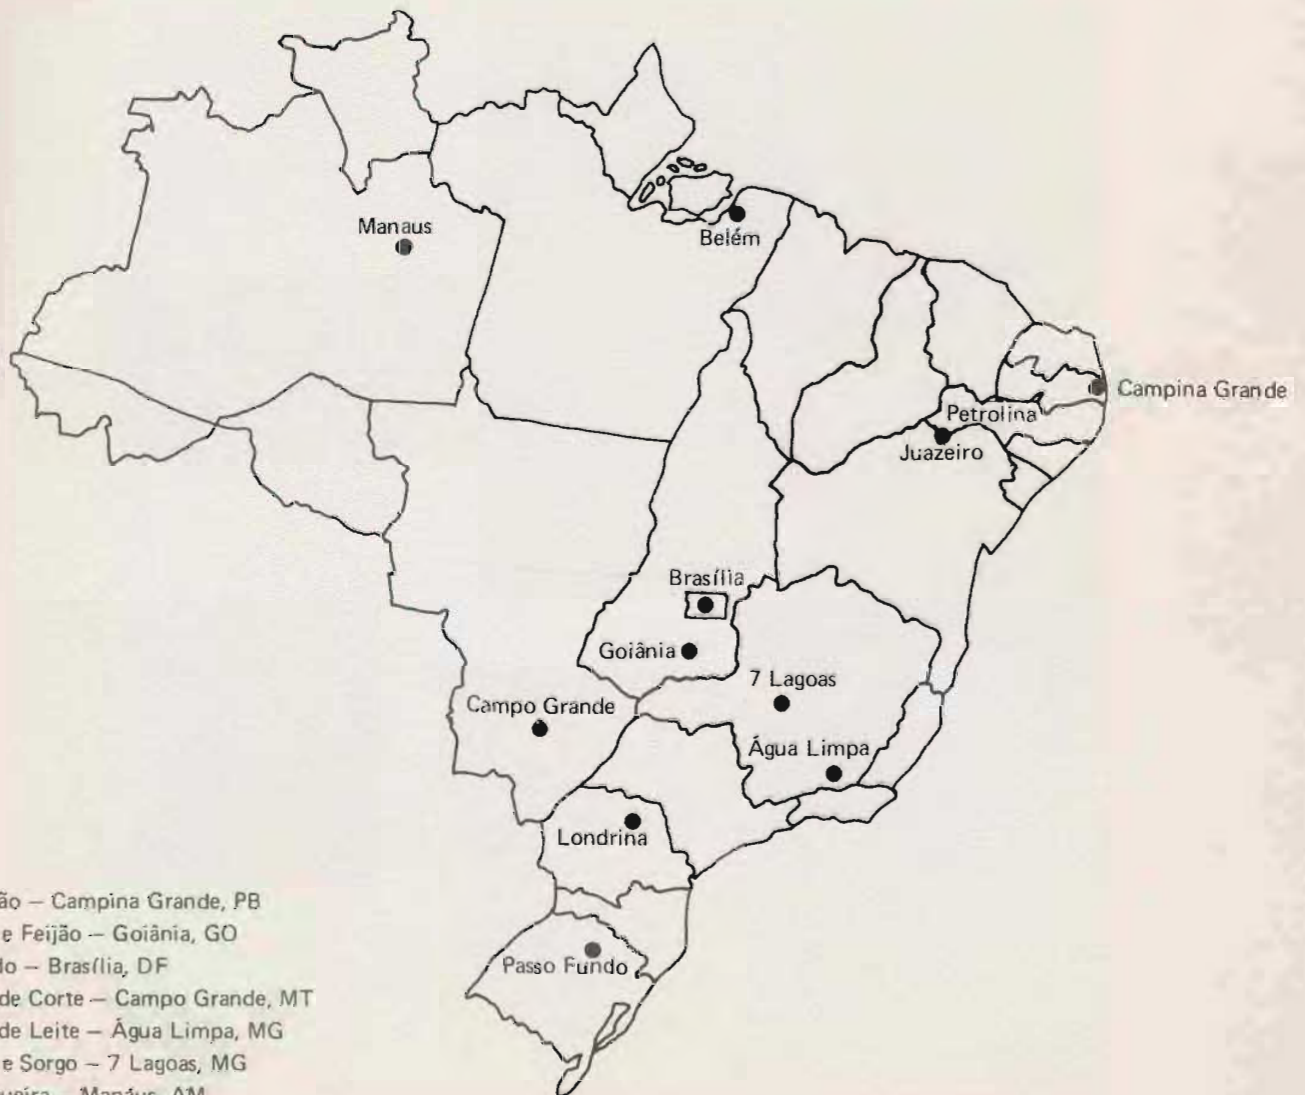 Manaus
Belém
Campina Grande
Petrolina
Juazeiro
Brasília
Goiânia
7 Lagoas
Campo Grande
Água Limpa
Londrina
Passo Fundo
– Campina Grande, PB
e Feijão – Goiânia, GO
– Brasília, DF
de Corte – Campo Grande, MT
de Leite – Água Limpa, MG
e Sorgo – 7 Lagoas, MG
– Manáus, AM